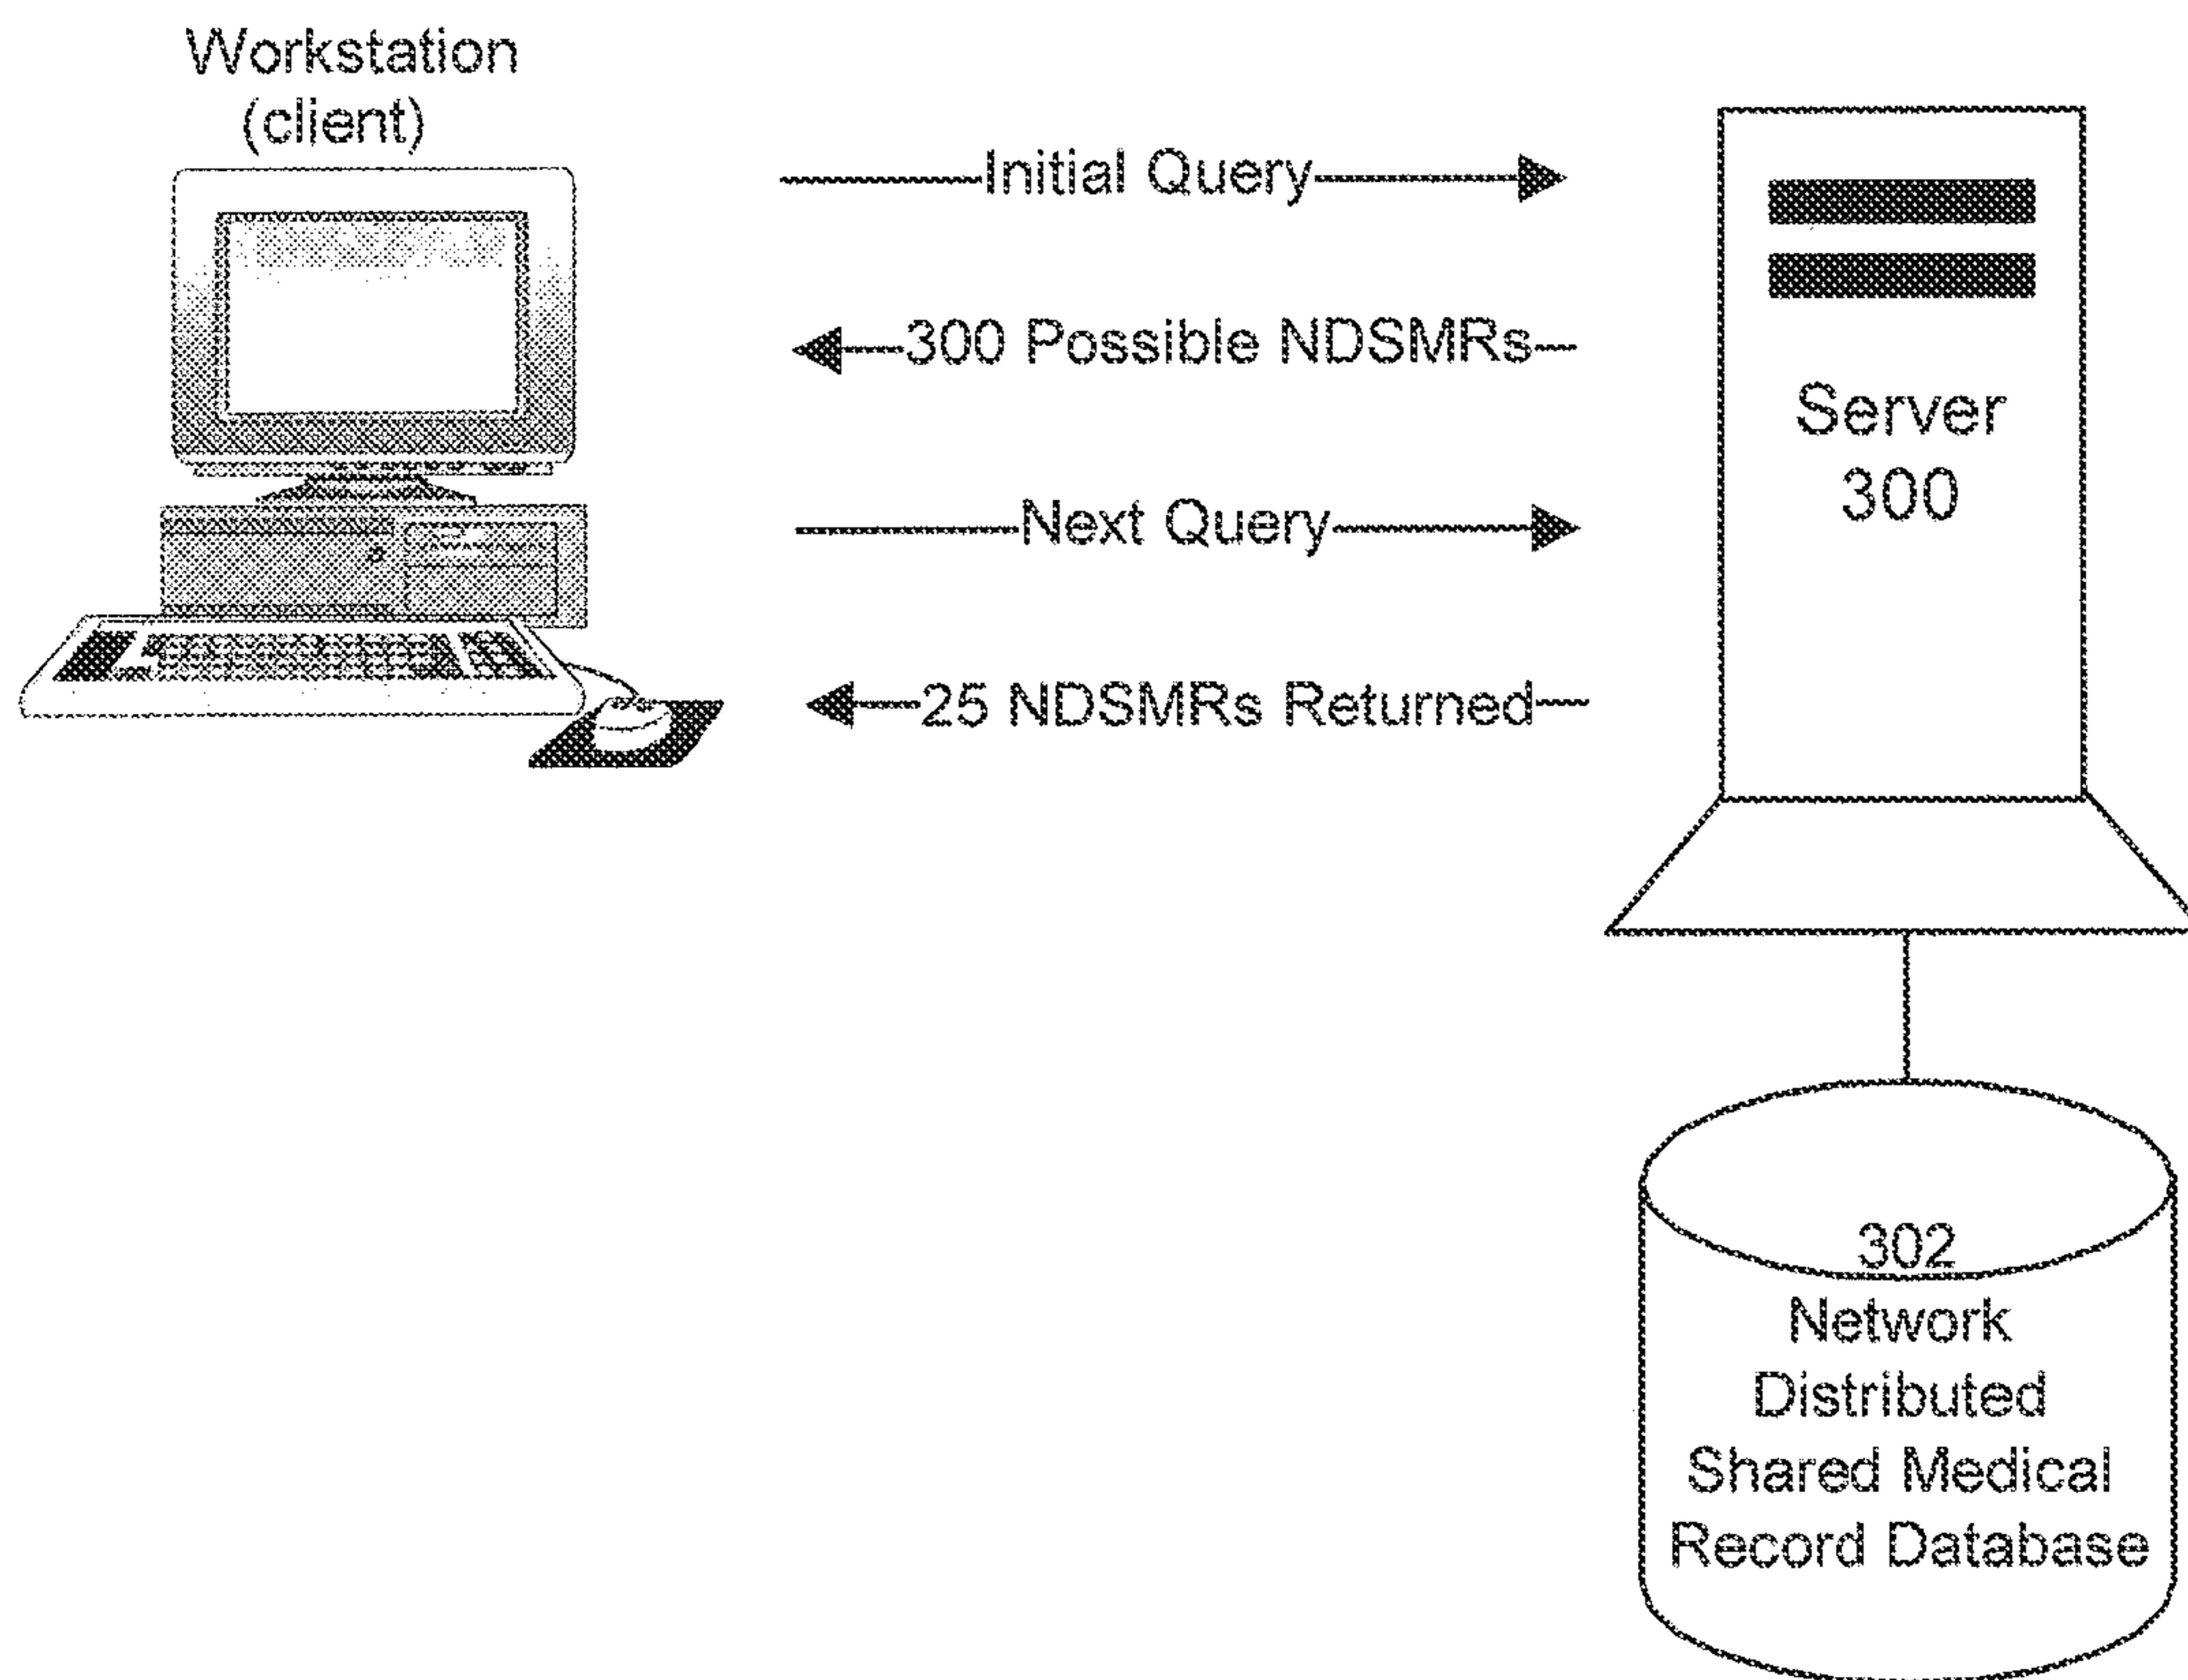 Workstation
(client)
Initial Query
300 Possible NDSMRs
Next Query
25 NDSMRs Returned
Server
300
302
Network
Distributed
Shared Medical
Record Database